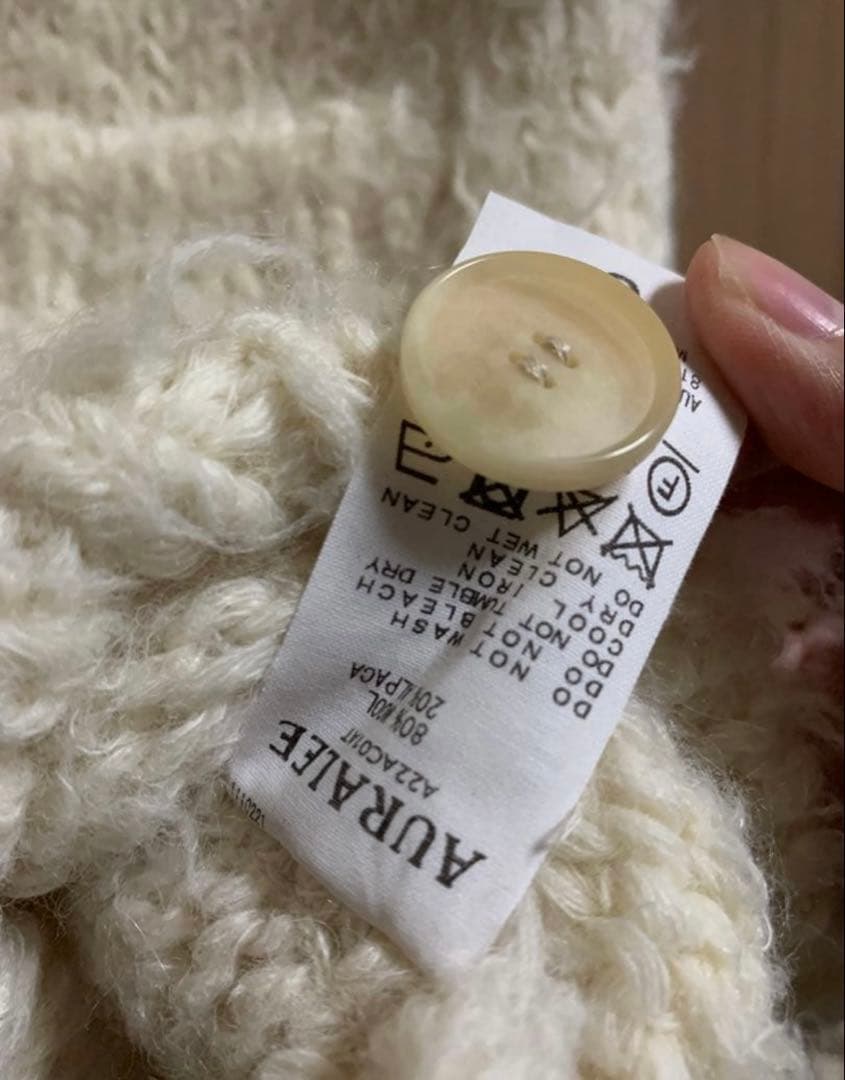 AURALEE
A22AC01AT
80%WOOL
20%ALPACA
DO NOT WASH
DO NOT BLEACH
DO NOT TUMBLE DRY
COOL IRON
DRY CLEAN
DO NOT WET CLEAN
F